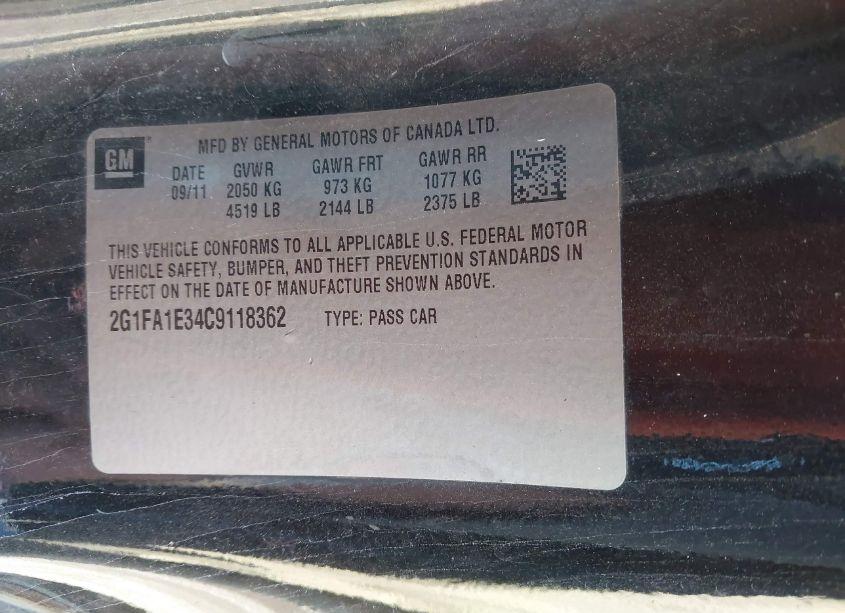 GM
MFD BY GENERAL MOTORS OF CANADA LTD.
DATE GVWR GAWR FRT GAWR RR
09/11 2050 KG 973 KG 1077 KG
4519 LB 2144 LB 2375 LB
THIS VEHICLE CONFORMS TO ALL APPLICABLE U.S. FEDERAL MOTOR
VEHICLE SAFETY, BUMPER, AND THEFT PREVENTION STANDARDS IN
EFFECT ON THE DATE OF MANUFACTURE SHOWN ABOVE.
2G1FA1E34C9118362 TYPE: PASS CAR